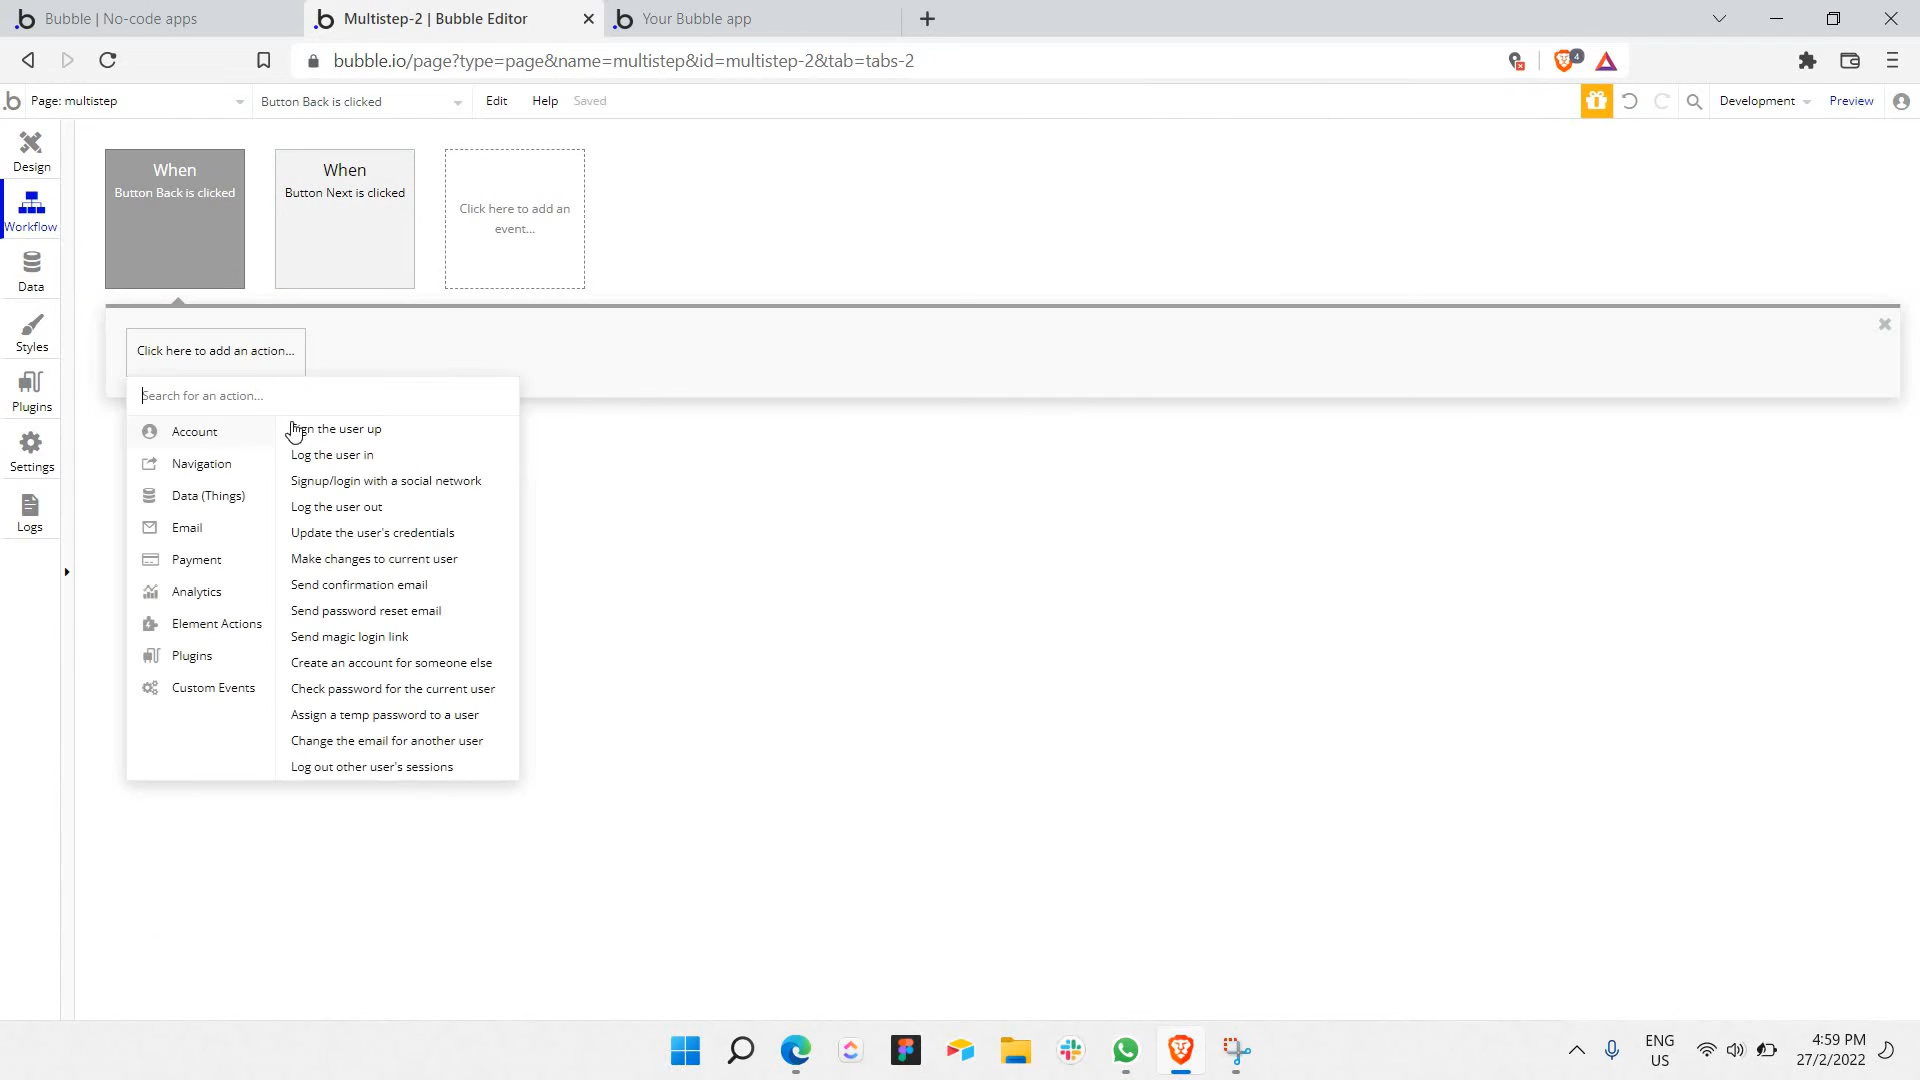 Bubble | No-code apps
Multistep-2 | Bubble Editor
Your Bubble app
bubble.io/page?type=page&name=multistep&id=multistep-2&tab=tabs-2
4
Page: multistep
Button Back is clicked
Edit
Help
Saved
Development
Preview
Design
Workflow
Data
Styles
Plugins
Settings
Logs
When
Button Back is clicked
When
Button Next is clicked
Click here to add an
event...
Click here to add an action...
Search for an action...
Account
Navigation
Data (Things)
Email
Payment
Analytics
Element Actions
Plugins
Custom Events
Sign the user up
Log the user in
Signup/login with a social network
Log the user out
Update the user's credentials
Make changes to current user
Send confirmation email
Send password reset email
Send magic login link
Create an account for someone else
Check password for the current user
Assign a temp password to a user
Change the email for another user
Log out other user's sessions
ENG
US
4:59 PM
27/2/2022